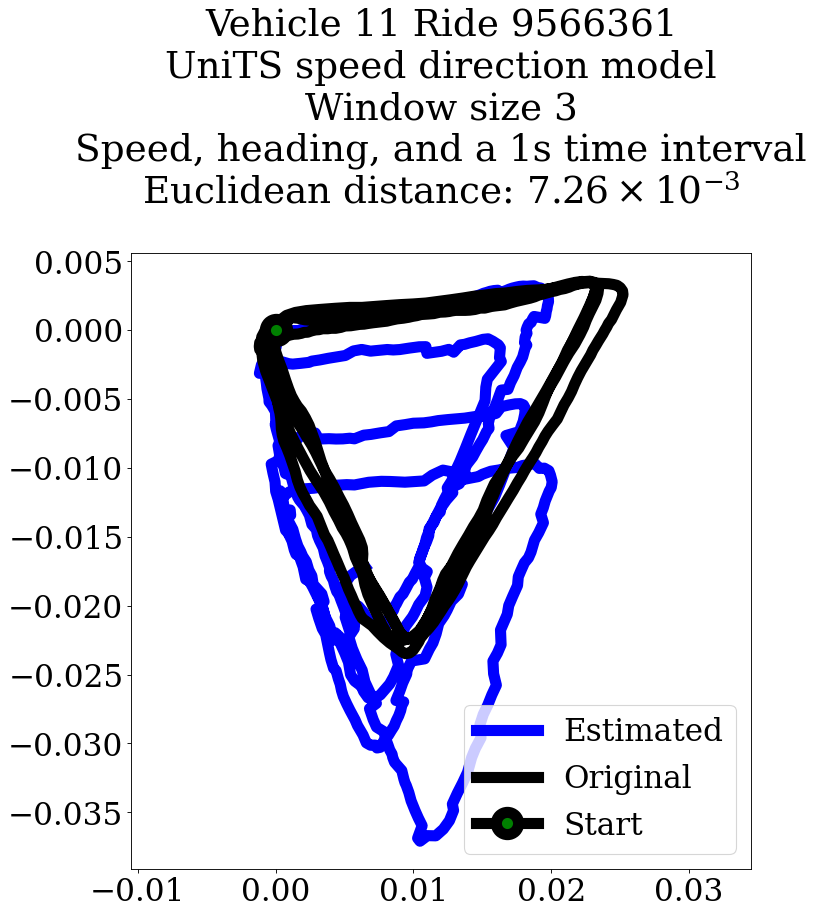 Vehicle 11 Ride 9566361
UniTS speed direction model
Window size 3
Speed, heading, and a 1s time interval
Euclidean distance: 7.26 × 10⁻³
0.005
0.000
−0.005
−0.010
−0.015
−0.020
−0.025
−0.030
−0.035
Estimated
Original
Start
−0.01 0.00 0.01 0.02 0.03